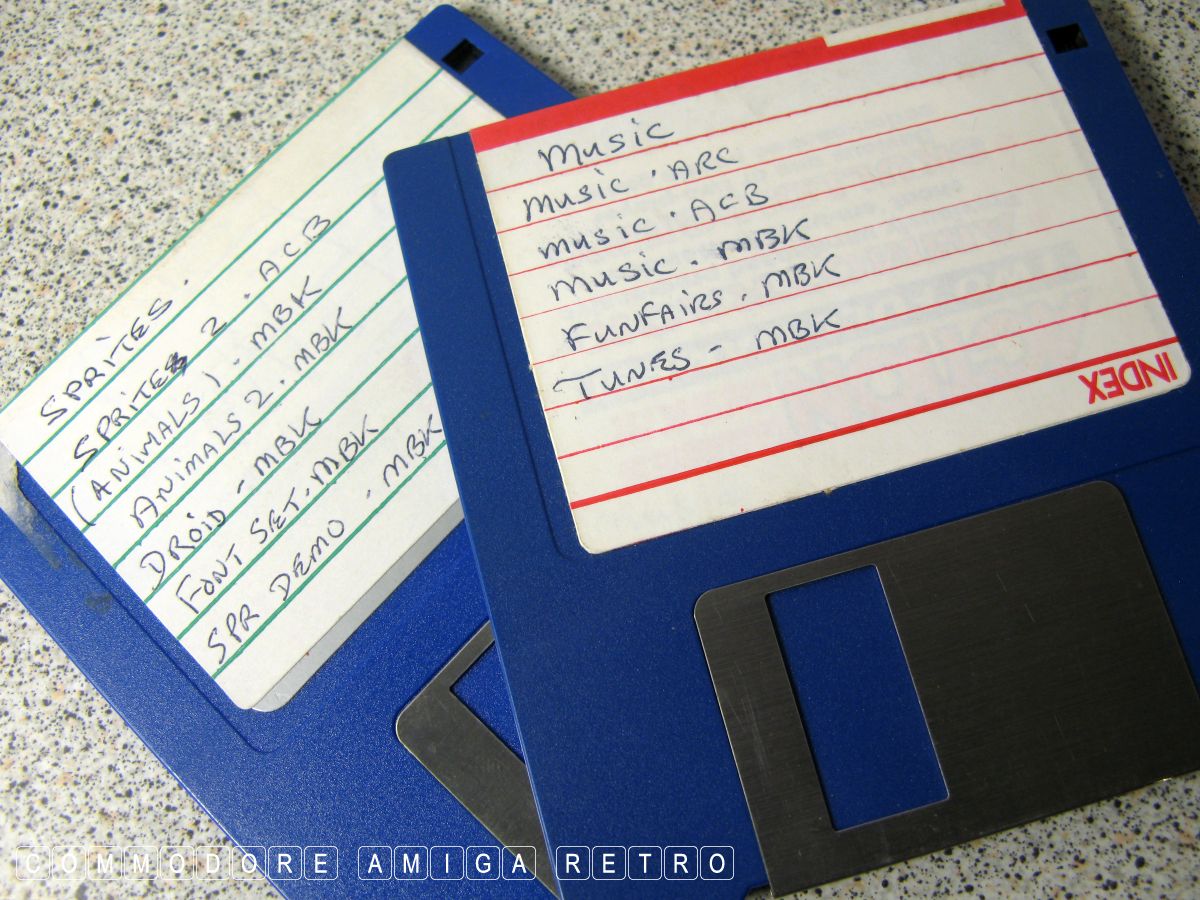 SPRITES.
SPRITES 2 . ACB
(ANIMALS 1 - MBK
ANIMALS 2 . MBK
DROID - MBK
FONT SET . MBK
SPR DEMO . MBK
MUSIC
MUSIC . ARC
MUSIC . ACB
MUSIC . MBK
FUNFAIRS . MBK
TUNES - MBK
INDEX
COMMODORE AMIGA RETRO